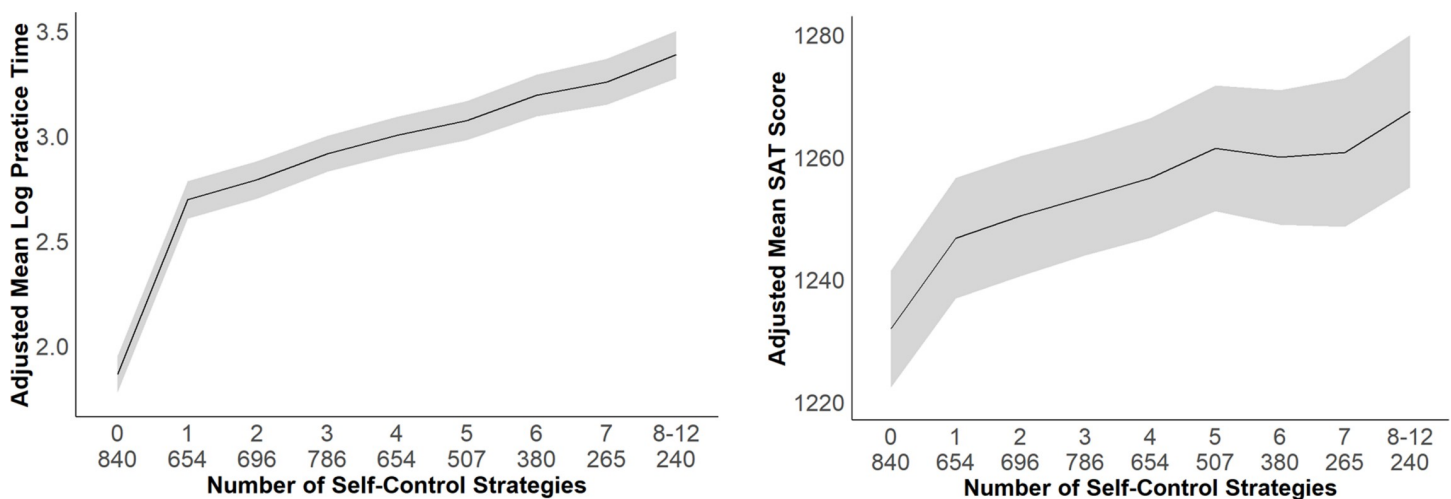 Adjusted Mean Log Practice Time
3.5
3.0
2.5
2.0
0 1 2 3 4 5 6 7 8-12
840 654 696 786 654 507 380 265 240
Number of Self-Control Strategies
Adjusted Mean SAT Score
1280
1260
1240
1220
0 1 2 3 4 5 6 7 8-12
840 654 696 786 654 507 380 265 240
Number of Self-Control Strategies